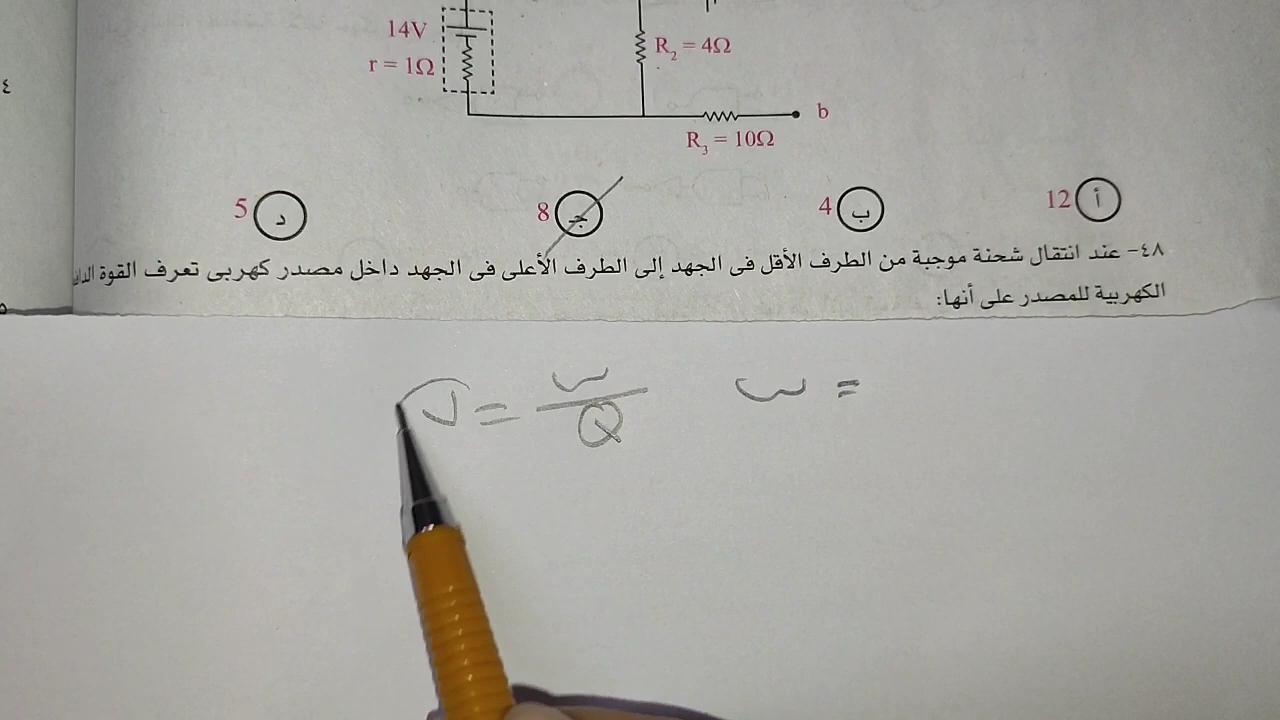 14V
r = 1Ω
R₂ = 4Ω
b
R₃ = 10Ω
أ 12
ب 4
جـ 8
د 5
٤٨- عند انتقال شحنة موجبة من الطرف الأقل فى الجهد إلى الطرف الأعلى فى الجهد داخل مصدر كهربى تعرف القوة
الكهربية للمصدر على أنها:
V = W / Q
W =
٤